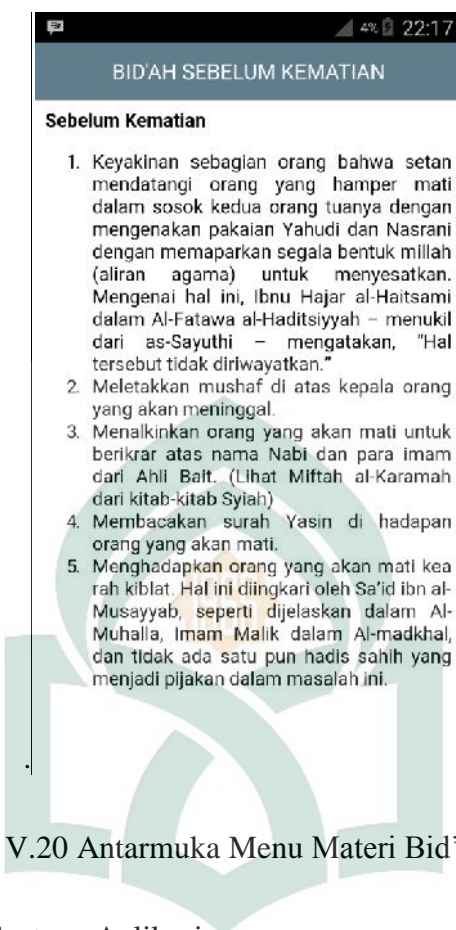 4% 22:17
BID'AH SEBELUM KEMATIAN
Sebelum Kematian
1. Keyakinan sebagian orang bahwa setan
mendatangi orang yang hamper mati
dalam sosok kedua orang tuanya dengan
mengenakan pakaian Yahudi dan Nasrani
dengan memaparkan segala bentuk millah
(aliran agama) untuk menyesatkan.
Mengenai hal ini, Ibnu Hajar al-Haitsami
dalam Al-Fatawa al-Haditsiyyah – menukil
dari as-Sayuthi – mengatakan, "Hal
tersebut tidak diriwayatkan."
2. Meletakkan mushaf di atas kepala orang
yang akan meninggal.
3. Menalkinkan orang yang akan mati untuk
berikrar atas nama Nabi dan para imam
dari Ahli Bait. (Lihat Miftah al-Karamah
dari kitab-kitab Syiah)
4. Membacakan surah Yasin di hadapan
orang yang akan mati.
5. Menghadapkan orang yang akan mati kea
rah kiblat. Hal ini diingkari oleh Sa'id ibn al-
Musayyab, seperti dijelaskan dalam Al-
Muhalla, Imam Malik dalam Al-madkhal,
dan tidak ada satu pun hadis sahih yang
menjadi pijakan dalam masalah ini.
.
V.20 Antarmuka Menu Materi Bid'